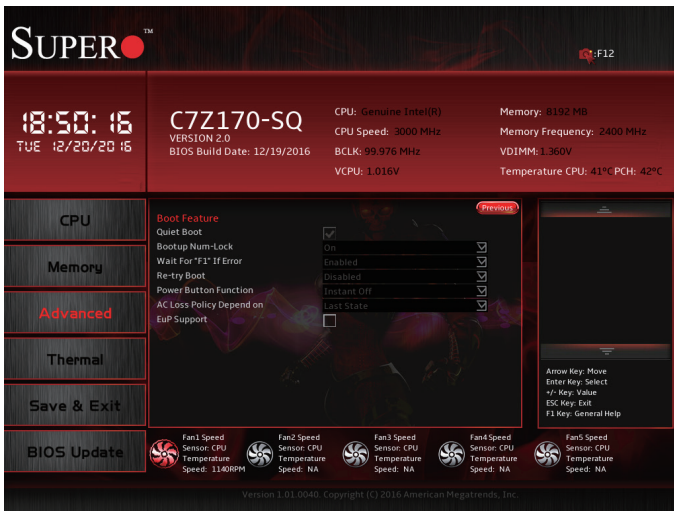 SUPER
TM
:F12
18:50:16
TUE 12/20/2016
C7Z170-SQ
VERSION 2.0
BIOS Build Date: 12/19/2016
CPU: Genuine Intel(R)
CPU Speed: 3000 MHz
BCLK: 99.976 MHz
VCPU: 1.016V
Memory: 8192 MB
Memory Frequency: 2400 MHz
VDIMM: 1.360V
Temperature CPU: 41°C PCH: 42°C
CPU
Memory
Advanced
Thermal
Save & Exit
BIOS Update
Previous
Boot Feature
Quiet Boot
Bootup Num-Lock On
Wait For "F1" If Error Enabled
Re-try Boot Disabled
Power Button Function Instant Off
AC Loss Policy Depend on Last State
EuP Support
Arrow Key: Move
Enter Key: Select
+/- Key: Value
ESC Key: Exit
F1 Key: General Help
Fan1 Speed
Sensor: CPU
Temperature
Speed: 1140RPM
Fan2 Speed
Sensor: CPU
Temperature
Speed: NA
Fan3 Speed
Sensor: CPU
Temperature
Speed: NA
Fan4 Speed
Sensor: CPU
Temperature
Speed: NA
Fan5 Speed
Sensor: CPU
Temperature
Speed: NA
Version 1.01.0040. Copyright (C) 2016 American Megatrends, Inc.